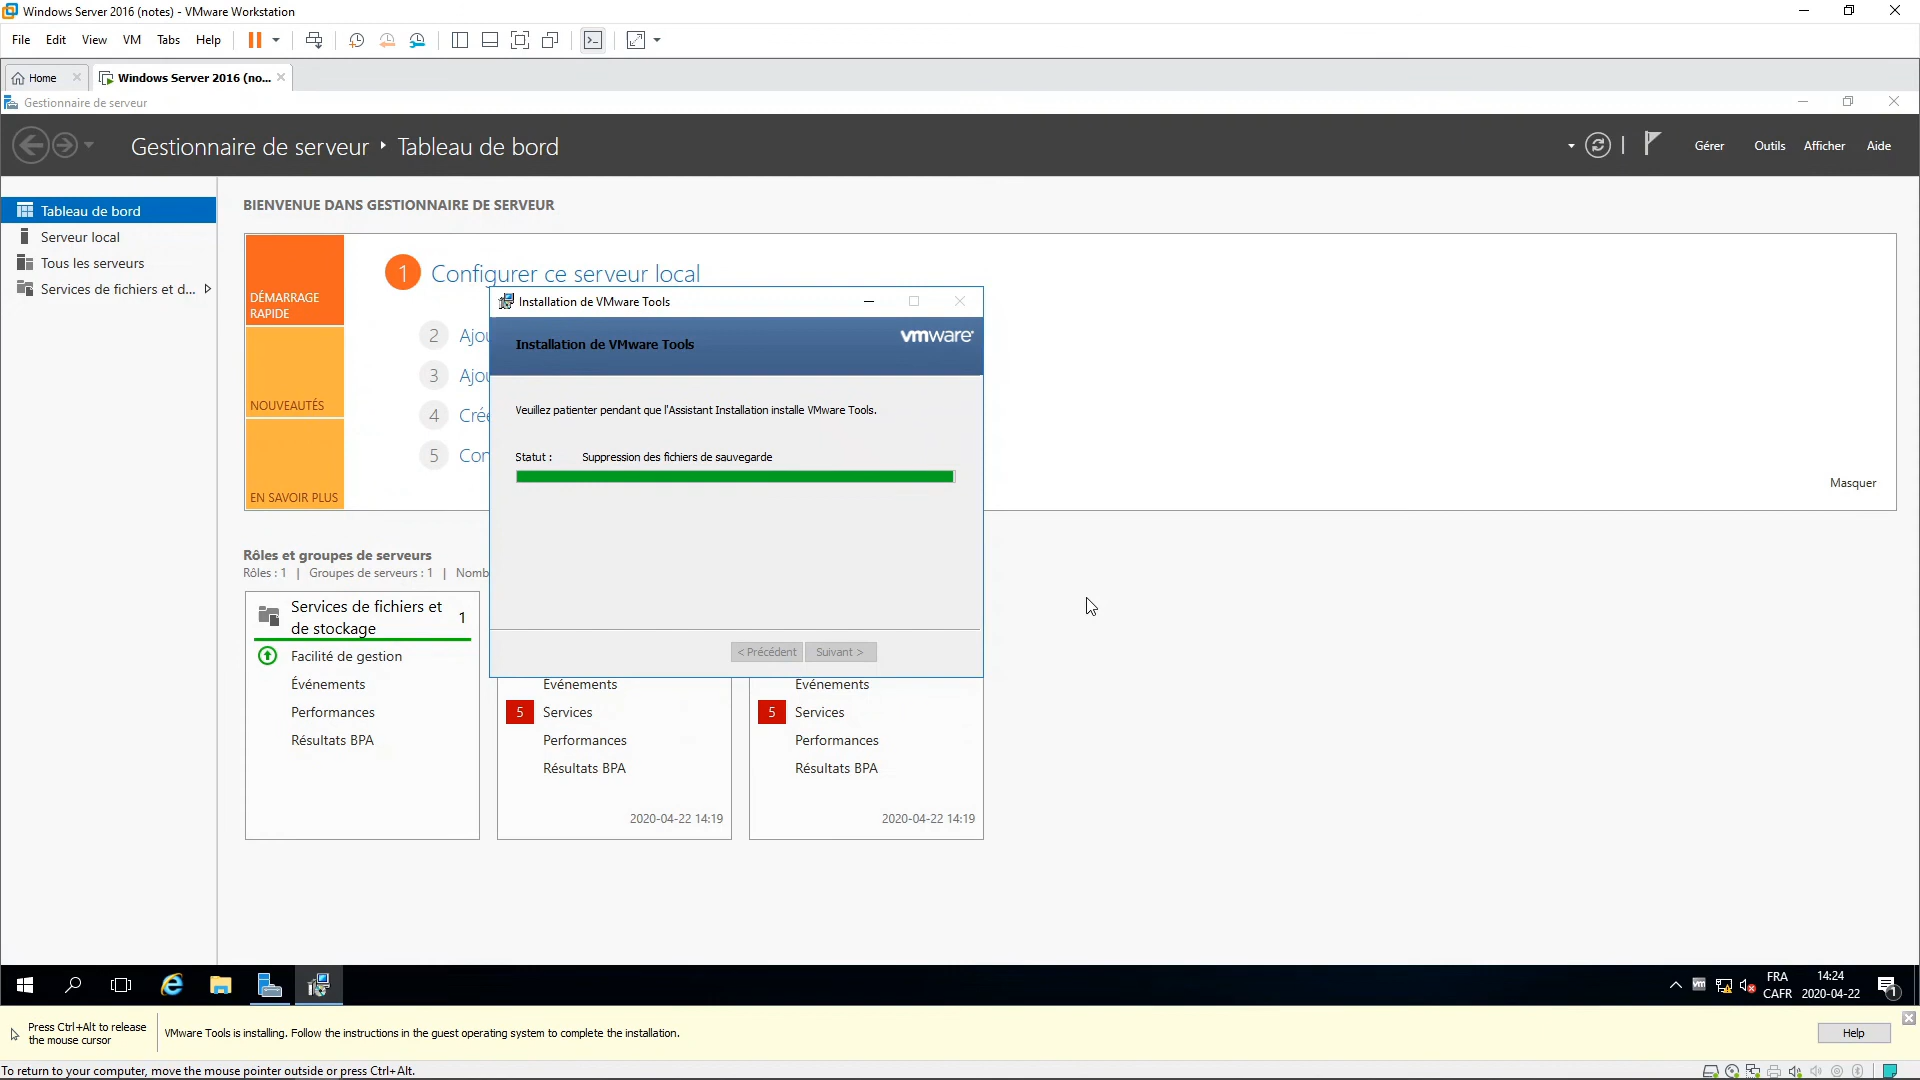 Windows Server 2016 (notes) - VMware Workstation
File Edit View VM Tabs Help
Home
Windows Server 2016 (no...
Gestionnaire de serveur
Gestionnaire de serveur Tableau de bord
Gérer Outils Afficher Aide
Tableau de bord
Serveur local
Tous les serveurs
Services de fichiers et d...
BIENVENUE DANS GESTIONNAIRE DE SERVEUR
DÉMARRAGE
RAPIDE
NOUVEAUTÉS
EN SAVOIR PLUS
1 Configurer ce serveur local
2 Ajou
3 Ajou
4 Crée
5 Con
Masquer
Installation de VMware Tools
Installation de VMware Tools
vmware
Veuillez patienter pendant que l'Assistant Installation installe VMware Tools.
Statut : Suppression des fichiers de sauvegarde
< Précédent Suivant >
Rôles et groupes de serveurs
Rôles : 1 | Groupes de serveurs : 1 | Nomb
Services de fichiers et
de stockage
1
Facilité de gestion
Événements
Performances
Résultats BPA
Événements
5 Services
Performances
Résultats BPA
2020-04-22 14:19
Événements
5 Services
Performances
Résultats BPA
2020-04-22 14:19
vm
FRA
CAFR
14:24
2020-04-22
1
Press Ctrl+Alt to release
the mouse cursor
VMware Tools is installing. Follow the instructions in the guest operating system to complete the installation.
Help
To return to your computer, move the mouse pointer outside or press Ctrl+Alt.